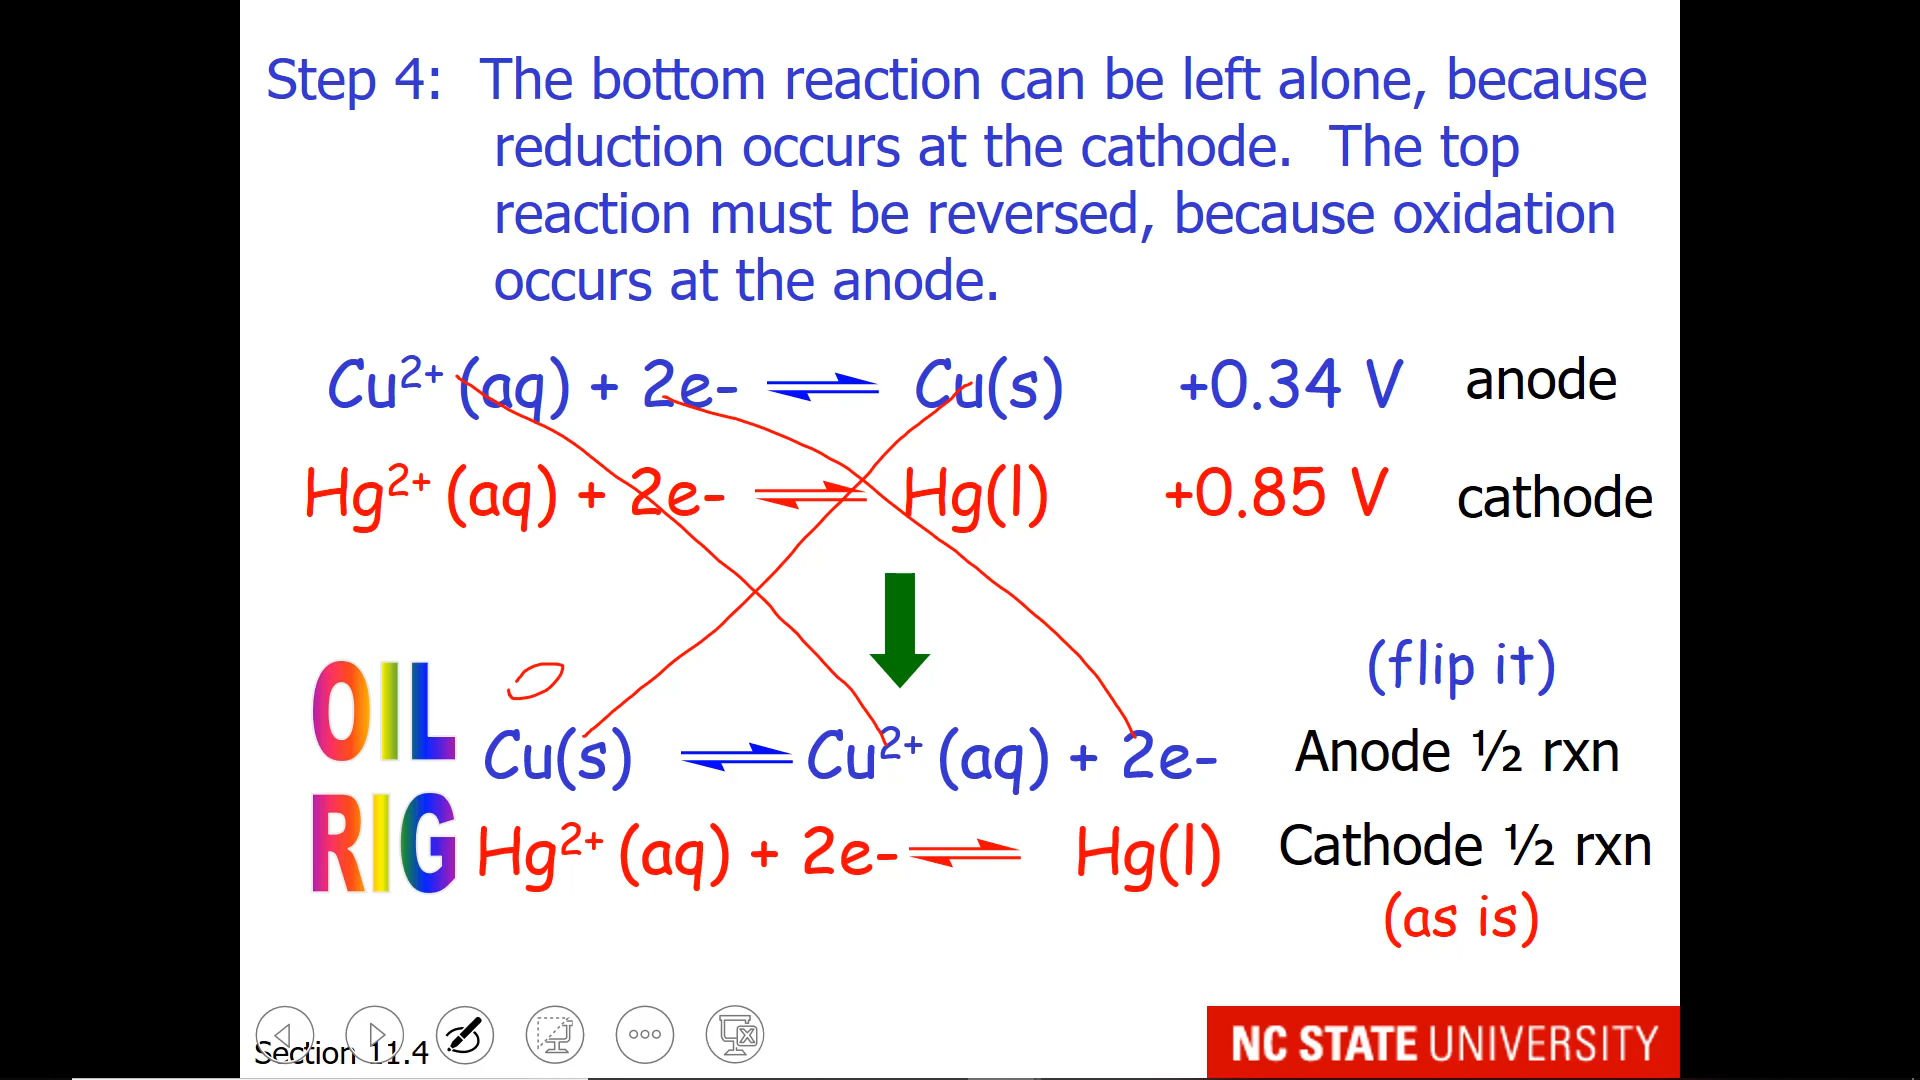 Step 4: The bottom reaction can be left alone, because
reduction occurs at the cathode. The top
reaction must be reversed, because oxidation
occurs at the anode.
Cu²⁺ (aq) + 2e- ⇌ Cu(s) +0.34 V anode
Hg²⁺ (aq) + 2e- ⇌ Hg(l) +0.85 V cathode
(flip it)
OIL
Cu(s) ⇌ Cu²⁺ (aq) + 2e- Anode ½ rxn
RIG
Hg²⁺ (aq) + 2e- ⇌ Hg(l) Cathode ½ rxn
(as is)
Section 11.4
NC STATE UNIVERSITY